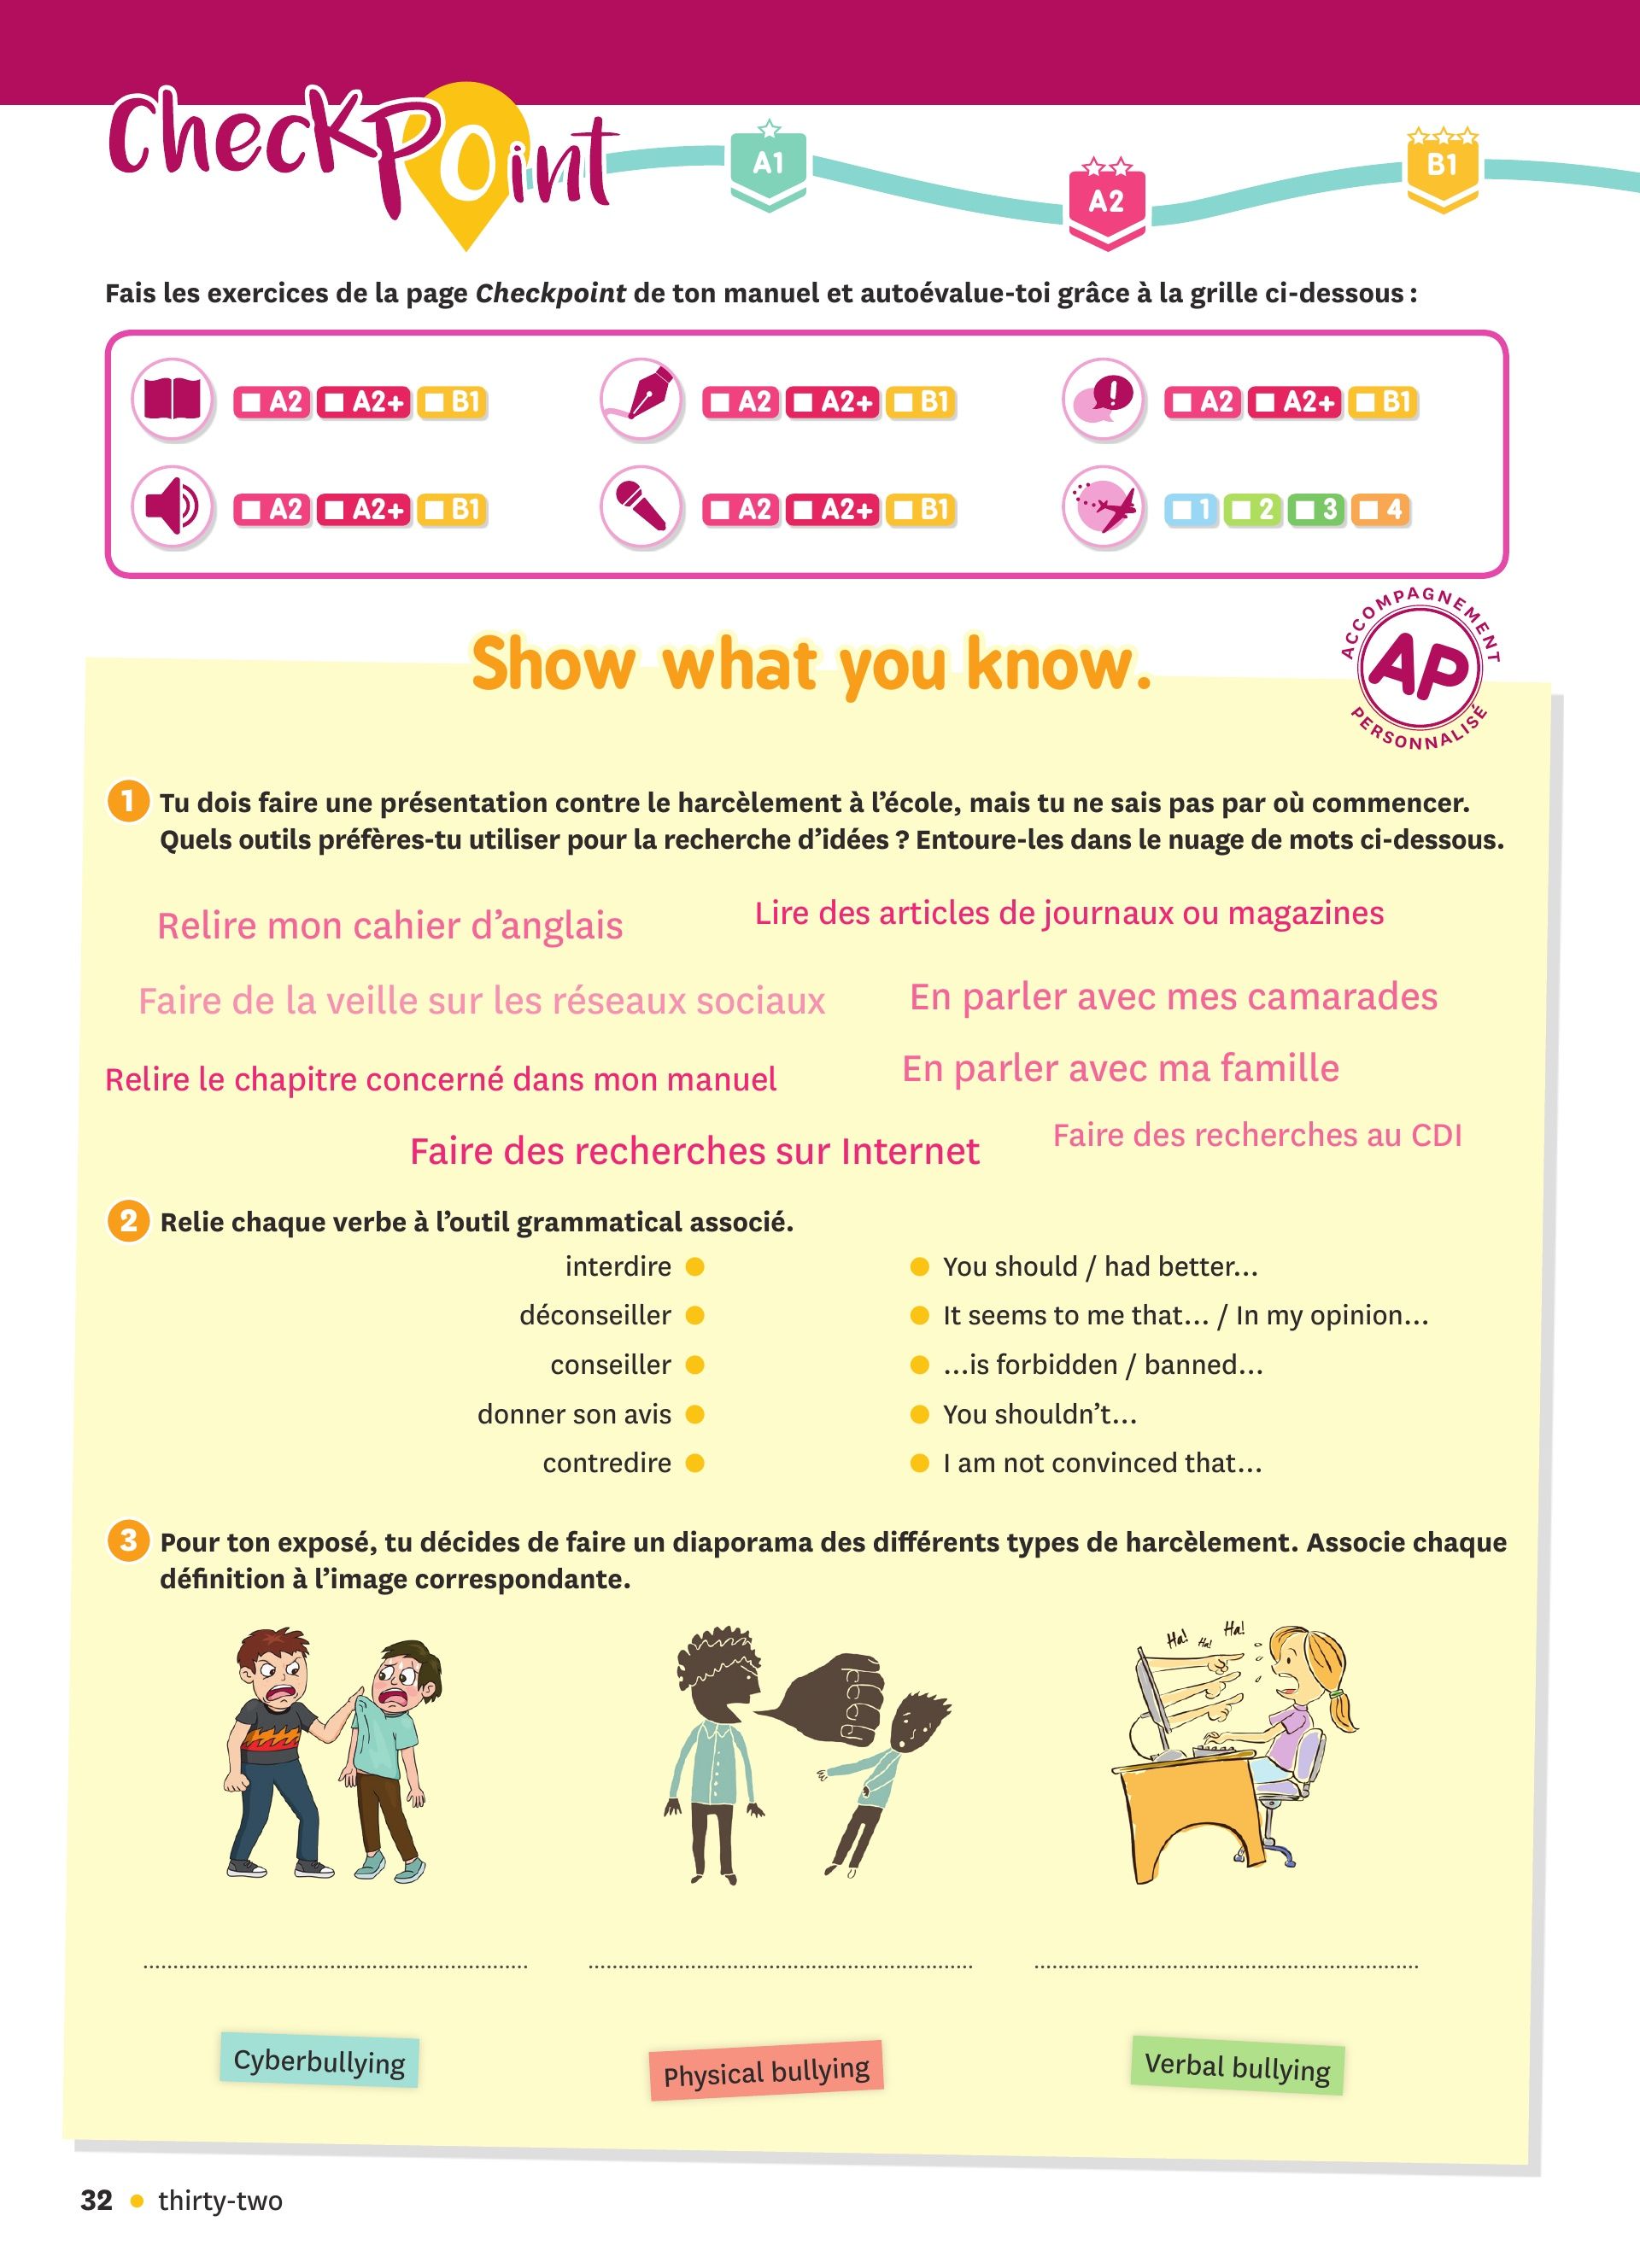 CheckPoint
A1
A2
B1
Fais les exercices de la page Checkpoint de ton manuel et autoévalue-toi grâce à la grille ci-dessous :
A2 A2+ B1
A2 A2+ B1
A2 A2+ B1
A2 A2+ B1
A2 A2+ B1
1 2 3 4
Show what you know.
ACCOMPAGNEMENT
AP
PERSONNALISÉ
1 Tu dois faire une présentation contre le harcèlement à l’école, mais tu ne sais pas par où commencer.
Quels outils préfères-tu utiliser pour la recherche d’idées ? Entoure-les dans le nuage de mots ci-dessous.
Relire mon cahier d’anglais
Lire des articles de journaux ou magazines
Faire de la veille sur les réseaux sociaux
En parler avec mes camarades
Relire le chapitre concerné dans mon manuel
En parler avec ma famille
Faire des recherches sur Internet
Faire des recherches au CDI
2 Relie chaque verbe à l’outil grammatical associé.
interdire
You should / had better...
déconseiller
It seems to me that... / In my opinion...
conseiller
...is forbidden / banned...
donner son avis
You shouldn’t...
contredire
I am not convinced that...
3 Pour ton exposé, tu décides de faire un diaporama des différents types de harcèlement. Associe chaque
définition à l’image correspondante.
Ha! Ha! Ha!
Cyberbullying
Physical bullying
Verbal bullying
32 • thirty-two